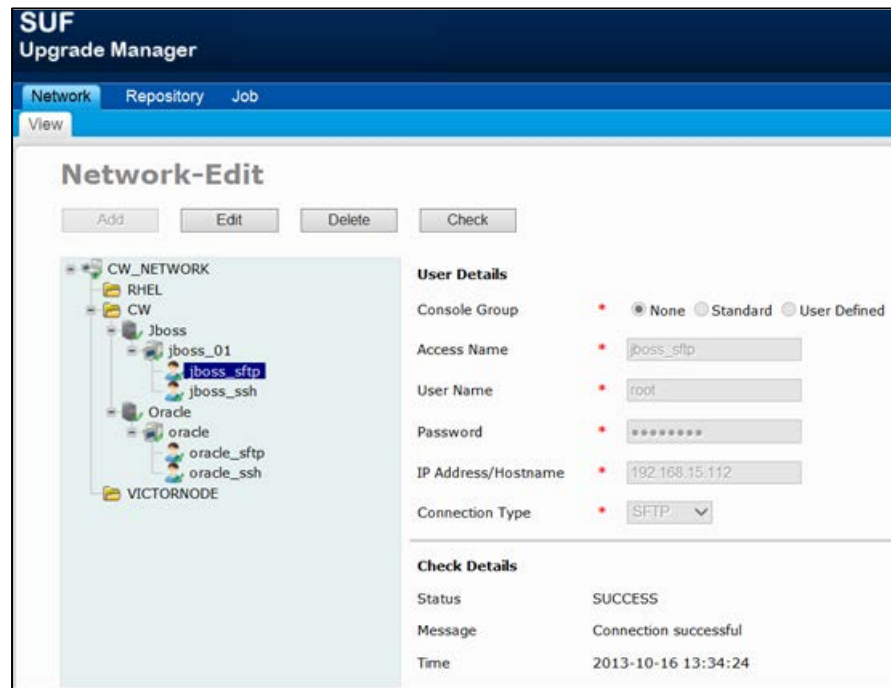 SUF
Upgrade Manager
Network Repository Job
View
Network-Edit
Add Edit Delete Check
CW_NETWORK
RHEL
CW
Jboss
jboss_01
jboss_sftp
jboss_ssh
Oracle
oracle
oracle_sftp
oracle_ssh
VICTORNODE
User Details
Console Group * None Standard User Defined
Access Name * jboss_sftp
User Name * root
Password * ●●●●●●●●
IP Address/Hostname * 192.168.15.112
Connection Type * SFTP
Check Details
Status SUCCESS
Message Connection successful
Time 2013-10-16 13:34:24